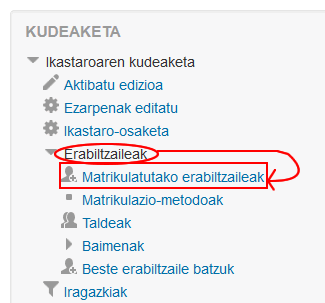 KUDEAKETA
Ikastaroaren kudeaketa
Aktibatu edizioa
Ezarpenak editatu
Ikastaro-osaketa
Erabiltzaileak
Matrikulatutako erabiltzaileak
Matrikulazio-metodoak
Taldeak
Baimenak
Beste erabiltzaile batzuk
Iragazkiak